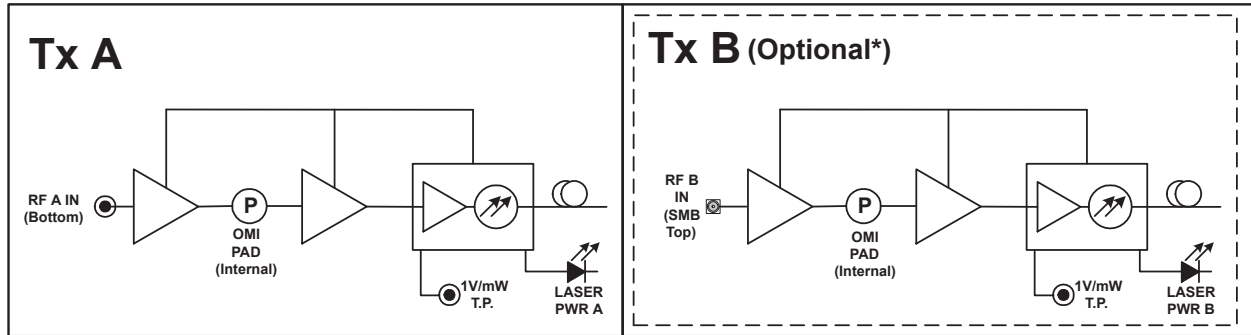 Tx A
RF A IN
(Bottom)
P
OMI
PAD
(Internal)
1V/mW
T.P.
LASER
PWR A
Tx B (Optional*)
RF B
IN
(SMB
Top)
P
OMI
PAD
(Internal)
1V/mW
T.P.
LASER
PWR B